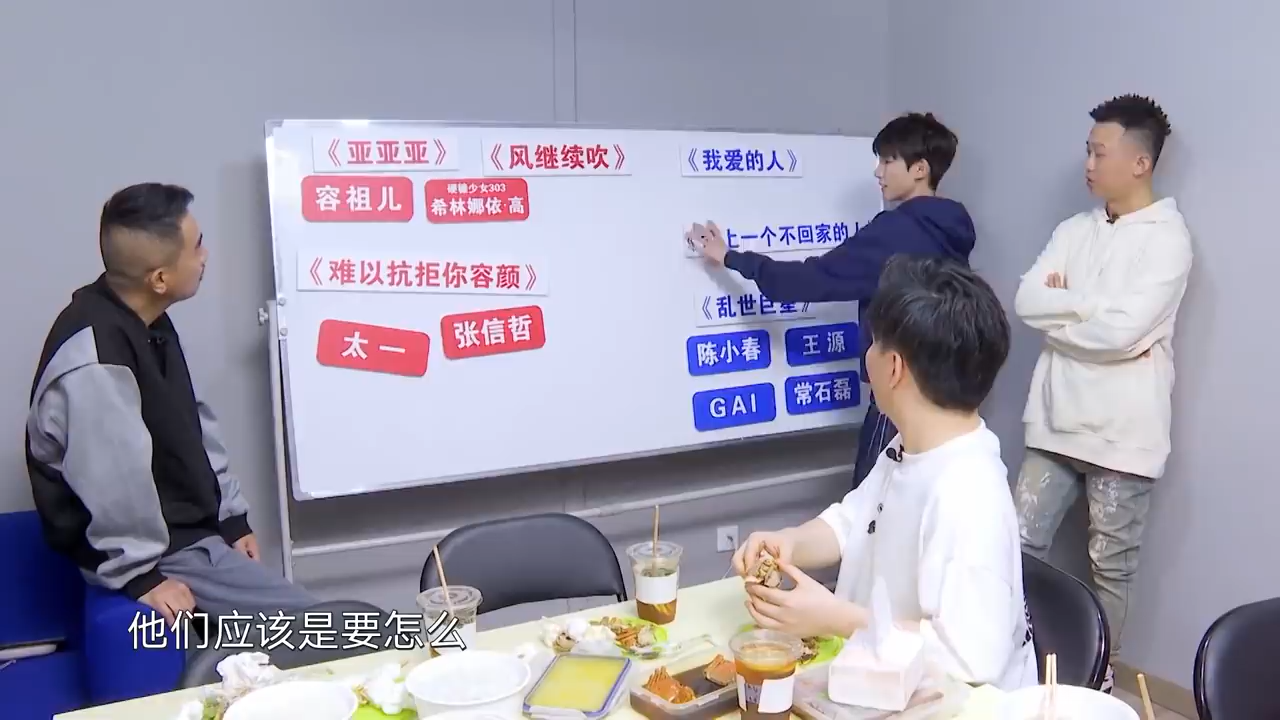 《亚亚亚》
《风继续吹》
《我爱的人》
容祖儿
硬糖少女303
希林娜依·高
上一个不回家的人
《难以抗拒你容颜》
《乱世巨星》
太一
张信哲
陈小春
王源
GAI
常石磊
他们应该是要怎么